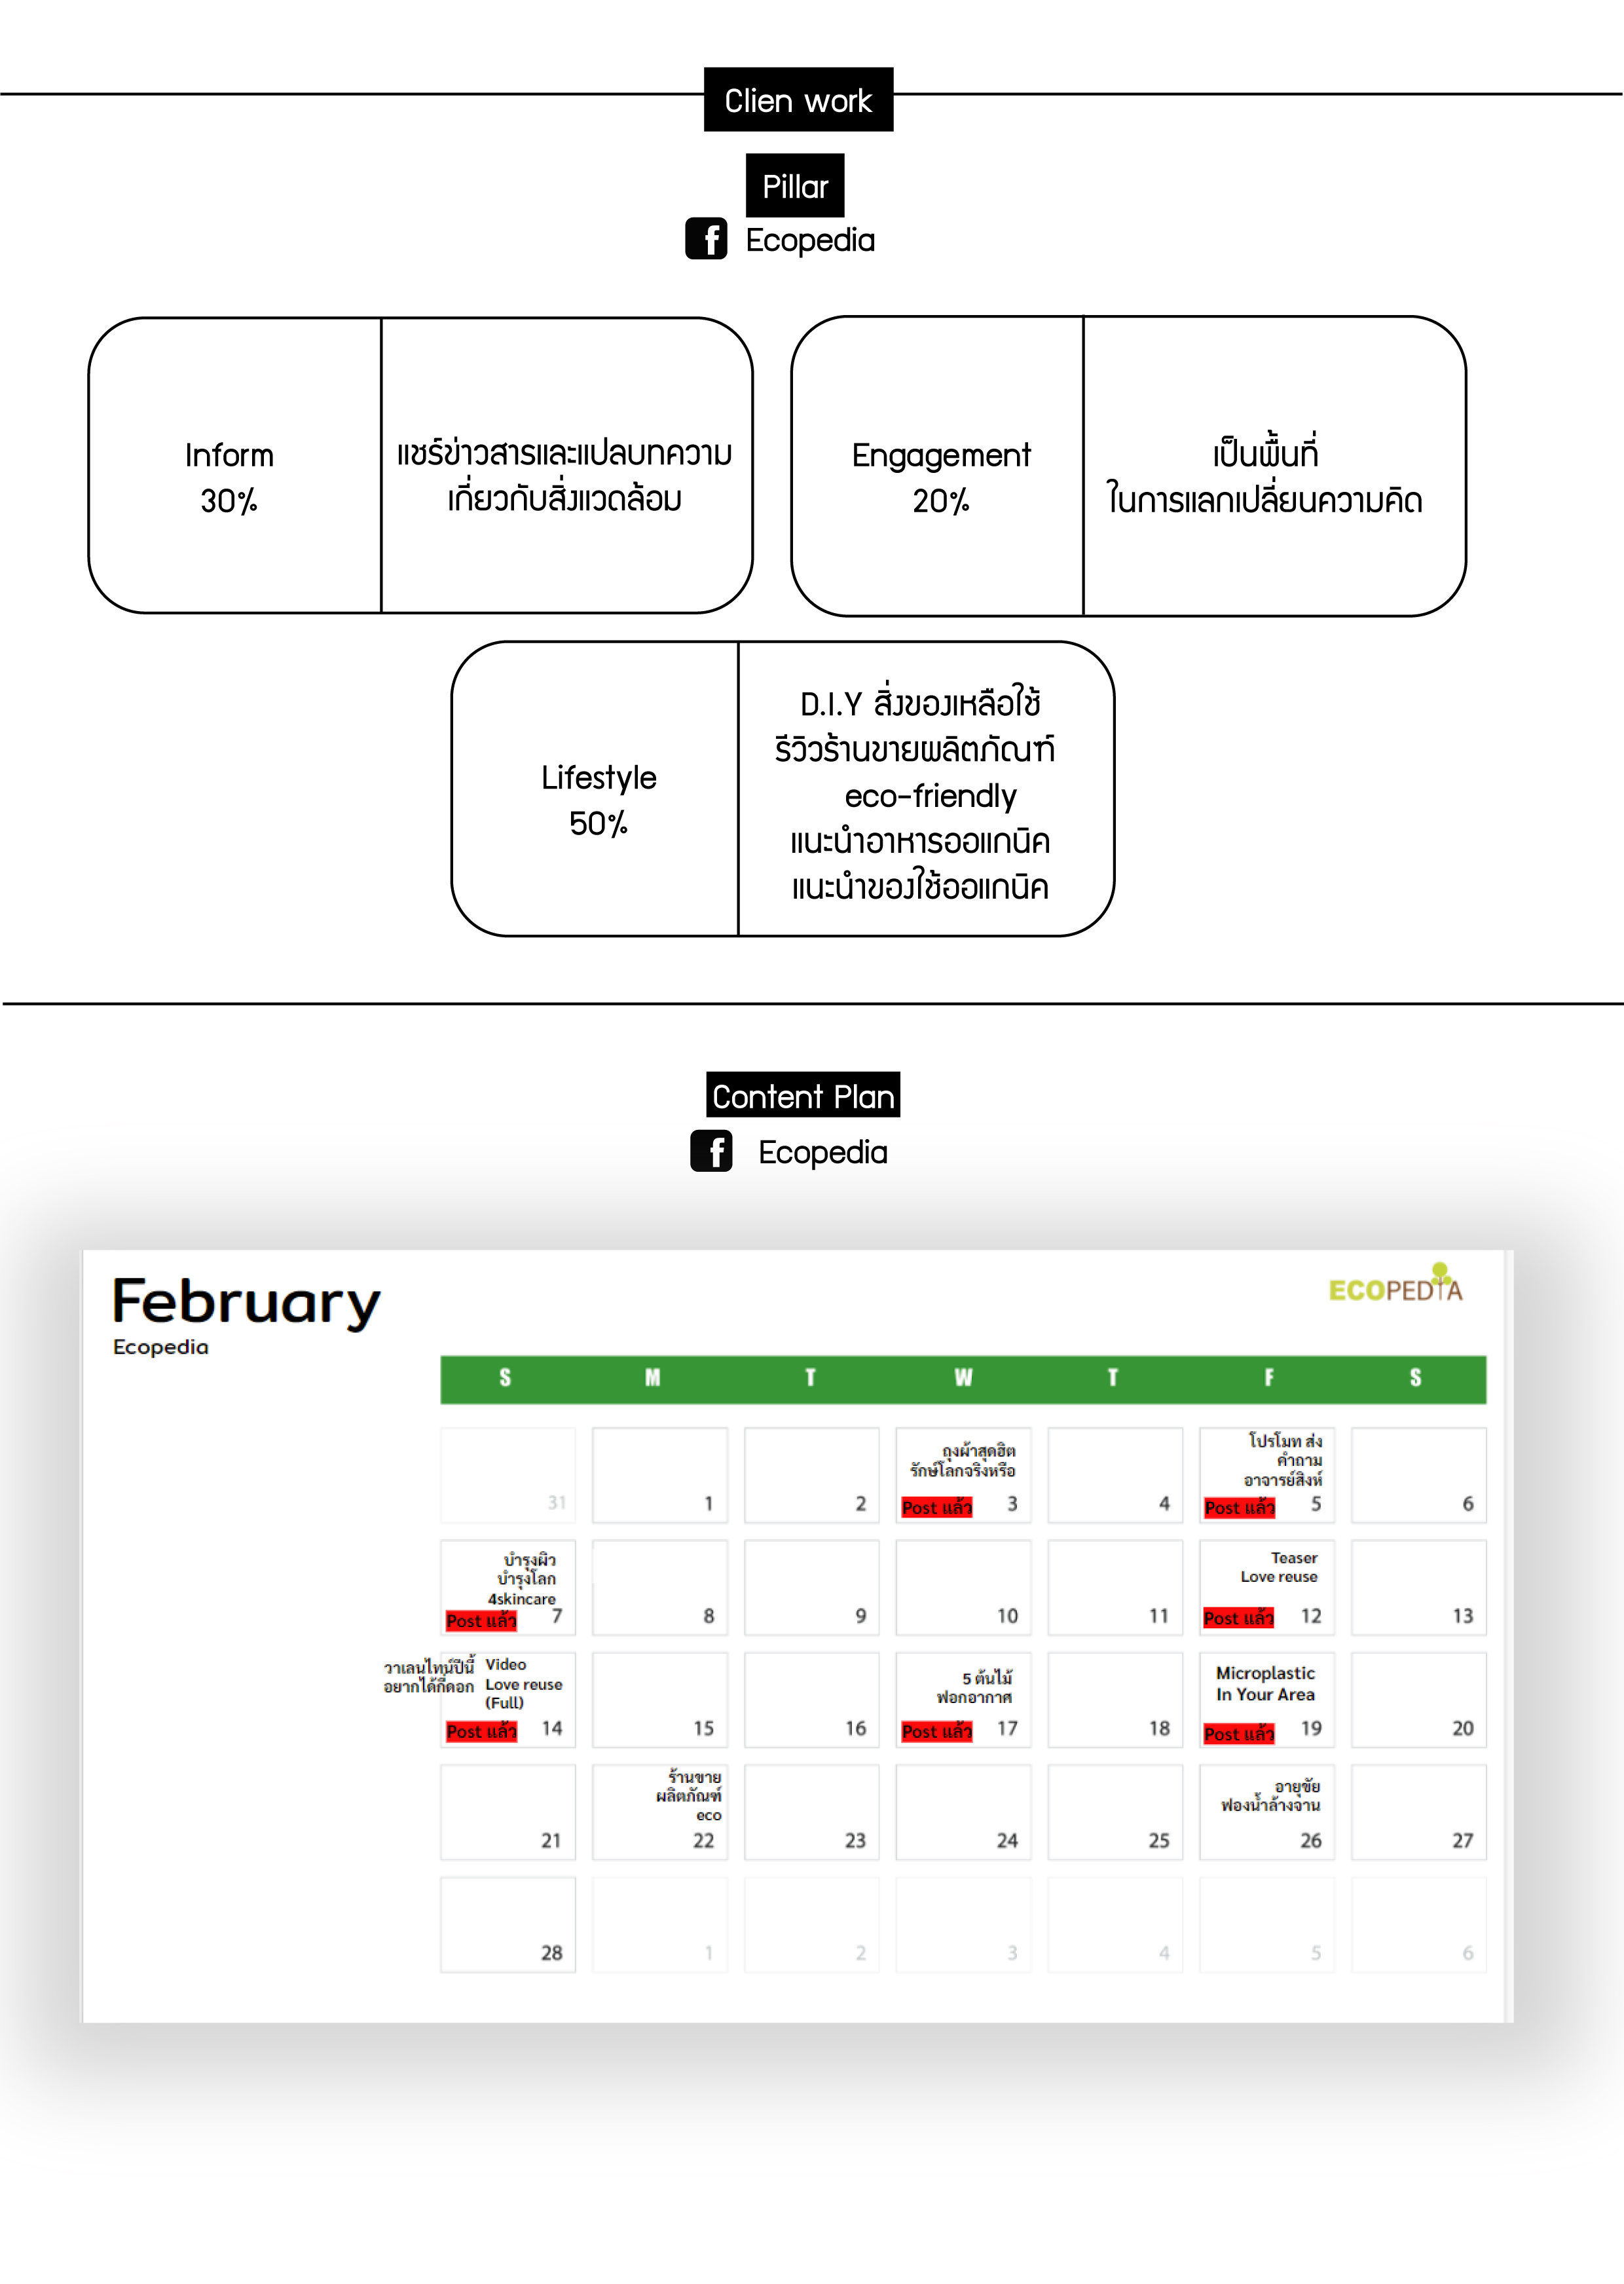 Clien work
Pillar
f Ecopedia
Inform
30%
แชร์ข่าวสารและแปลบทความ
เกี่ยวกับสิ่งแวดล้อม
Engagement
20%
เป็นพื้นที่
ในการแลกเปลี่ยนความคิด
Lifestyle
50%
D.I.Y สิ่งของเหลือใช้
รีวิวร้านขายผลิตภัณฑ์
eco-friendly
แนะนำอาหารออแกนิค
แนะนำของใช้ออแกนิค
Content Plan
f Ecopedia
February
Ecopedia
ECOPEDIA
S M T W T F S
31
1
2
ถุงผ้าสุดฮิต
รักษ์โลกจริงหรือ
Post แล้ว 3
4
โปรโมท ส่ง
คำถาม
อาจารย์สิงห์
Post แล้ว 5
6
บำรุงผิว
บำรุงโลก
4skincare
Post แล้ว 7
8
9
10
11
Teaser
Love reuse
Post แล้ว 12
13
วาเลนไทน์ปีนี้
อยากได้กี่ดอก
Video
Love reuse
(Full)
Post แล้ว 14
15
16
5 ต้นไม้
ฟอกอากาศ
Post แล้ว 17
18
Microplastic
In Your Area
Post แล้ว 19
20
21
ร้านขาย
ผลิตภัณฑ์
eco
22
23
24
25
อายุขัย
ฟองน้ำล้างจาน
26
27
28
1
2
3
4
5
6